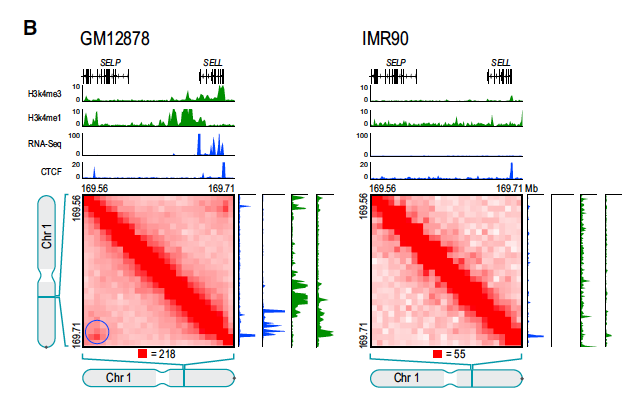 B
GM12878
IMR90
SELP SELL
SELP SELL
H3k4me3 10 0
10 0
H3k4me1 10 0
10 0
RNA-Seq 100 0
100 0
CTCF 20 0
20 0
169.56 169.71
169.56 169.71 Mb
169.56
169.71
169.56
169.71
Chr 1
= 218
= 55
Chr 1
Chr 1